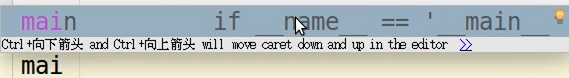 main if __name__ == '__main__'
Ctrl+向下箭头 and Ctrl+向上箭头 will move caret down and up in the editor >>
mai